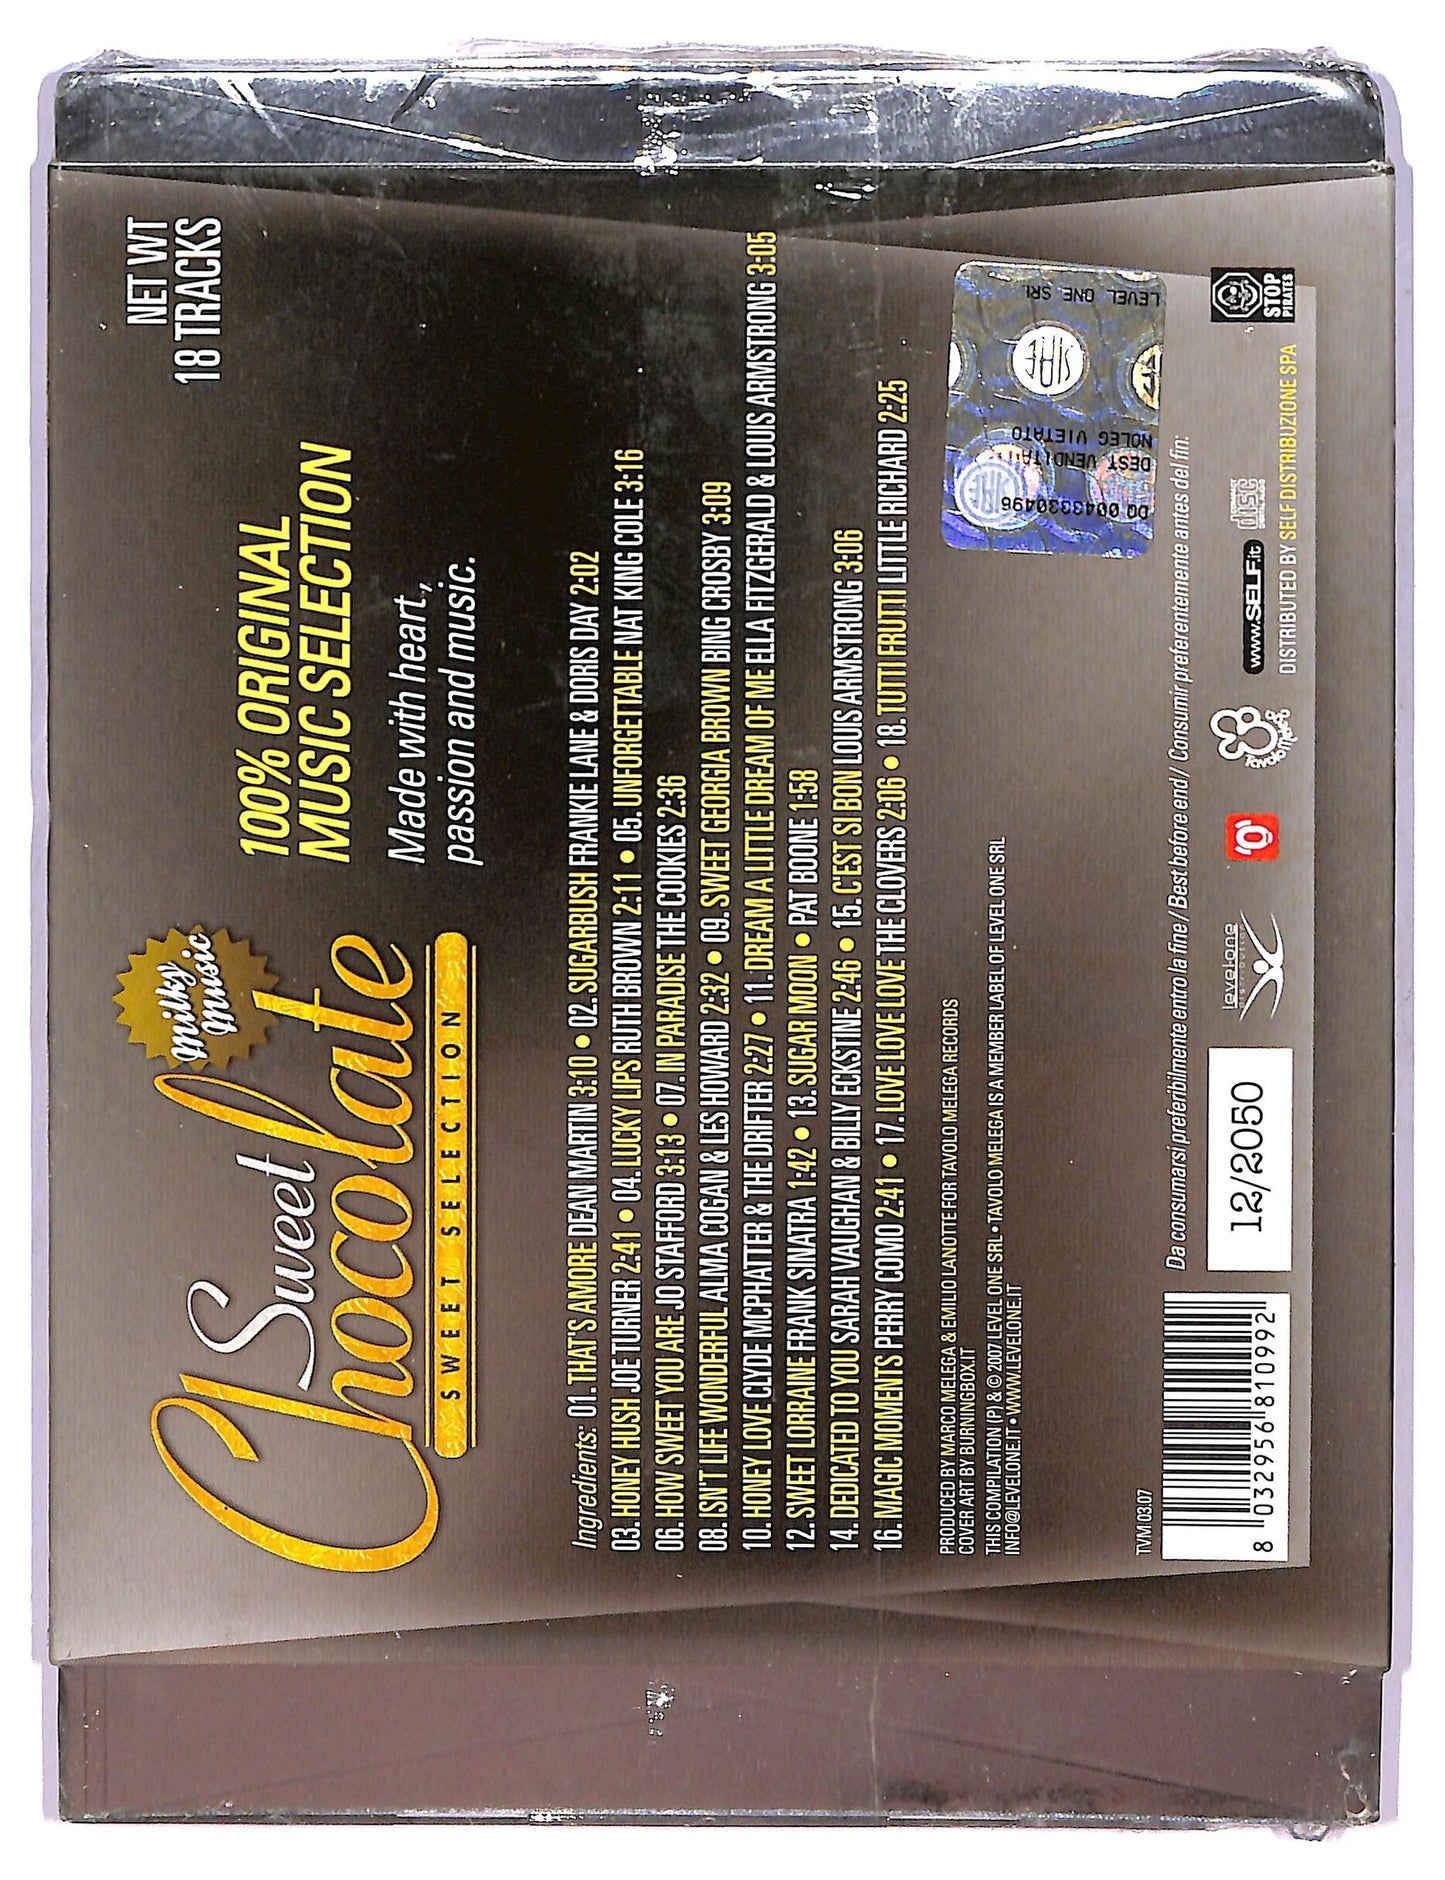 NET WT
18 TRACKS
Milky
Music
Sweet
Chocolate
SWEET SELECTION
100% ORIGINAL
MUSIC SELECTION
Made with heart,
passion and music.
Ingredients: 01. THAT'S AMORE DEAN MARTIN 3:10 • 02. SUGARBUSH FRANKIE LANE & DORIS DAY 2:02
03. HONEY HUSH JOE TURNER 2:41 • 04. LUCKY LIPS RUTH BROWN 2:11 • 05. UNFORGETTABLE NAT KING COLE 3:16
06. HOW SWEET YOU ARE JO STAFFORD 3:13 • 07. IN PARADISE THE COOKIES 2:36
08. ISN'T LIFE WONDERFUL ALMA COGAN & LES HOWARD 2:32 • 09. SWEET GEORGIA BROWN BING CROSBY 3:09
10. HONEY LOVE CLYDE MCPHATTER & THE DRIFTER 2:27 • 11. DREAM A LITTLE DREAM OF ME ELLA FITZGERALD & LOUIS ARMSTRONG 3:05
12. SWEET LORRAINE FRANK SINATRA 1:42 • 13. SUGAR MOON • PAT BOONE 1:58
14. DEDICATED TO YOU SARAH VAUGHAN & BILLY ECKSTINE 2:46 • 15. C'EST SI BON LOUIS ARMSTRONG 3:06
16. MAGIC MOMENTS PERRY COMO 2:41 • 17. LOVE LOVE LOVE THE CLOVERS 2:06 • 18. TUTTI FRUTTI LITTLE RICHARD 2:25
PRODUCED BY MARCO MELEGA & EMILIO LANOTTE FOR TAVOLO MELEGA RECORDS
COVER ART BY BURNINGBOX.IT
THIS COMPILATION (P) & © 2007 LEVEL ONE SRL • TAVOLO MELEGA IS A MEMBER LABEL OF LEVEL ONE SRL
INFO@LEVELONE.IT • WWW.LEVELONE.IT
LEVEL ONE SRL
SIAE
NOLEG VIETATO
DEST. VENDITA
DQ 0043330496
TVM 03.07
8 032956 810992
Da consumarsi preferibilmente entro la fine / Best before end / Consumir preferentemente antes del fin:
12/2050
levelone
DISTRIBUTION
Tavolo
melega
www.SELF.it
COMPACT
disc
DIGITAL AUDIO
DISTRIBUTED BY SELF DISTRIBUZIONE SPA
STOP
PIRATES